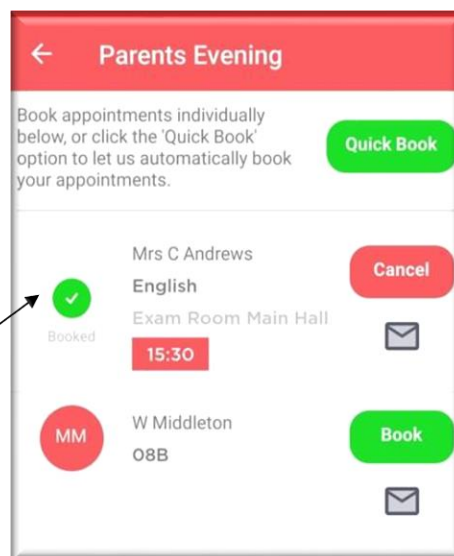 Parents Evening
Book appointments individually
below, or click the 'Quick Book'
option to let us automatically book
your appointments.
Quick Book
Mrs C Andrews
English
Exam Room Main Hall
15:30
Booked
Cancel
MM
W Middleton
08B
Book